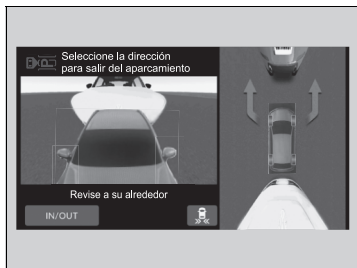 Seleccione la dirección
para salir del aparcamiento
Revise a su alrededor
IN/OUT